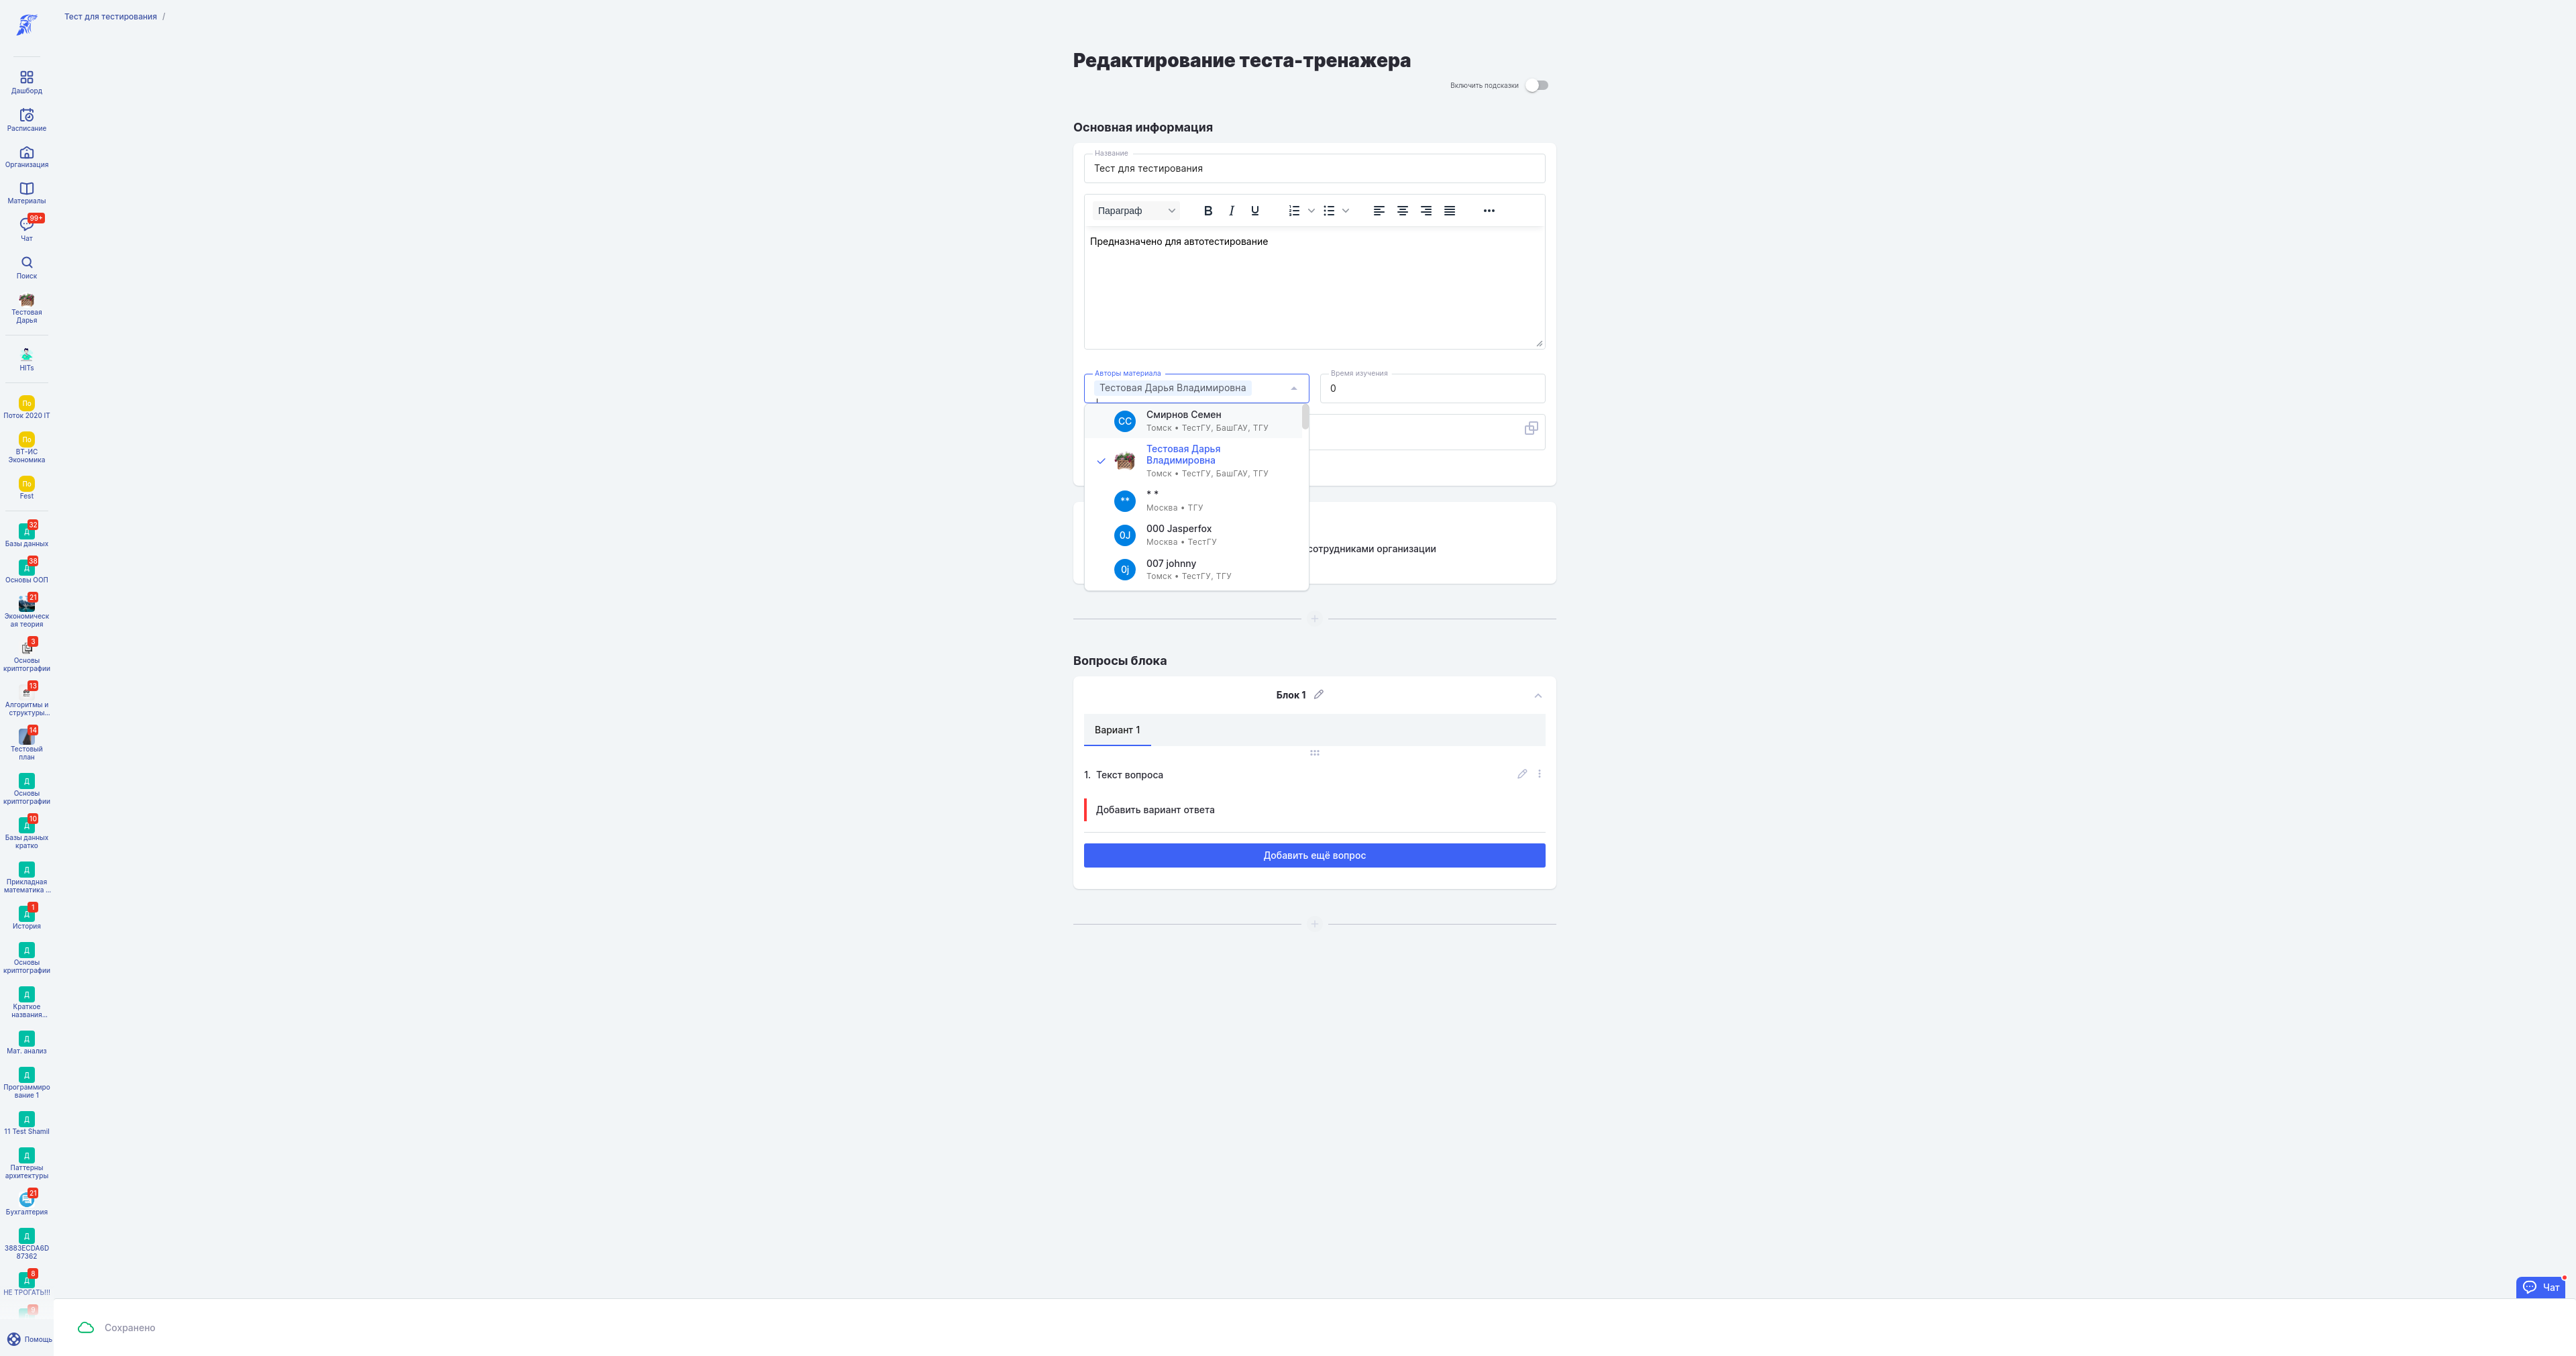 Тест для тестирования /
Дашборд
Расписание
Организация
Материалы
99+
Чат
Поиск
Тестовая
Дарья
HITs
По
Поток 2020 IT
По
ВТ-ИС
Экономика
По
Fest
32
Д
Базы данных
38
Д
Основы ООП
21
Экономическ
ая теория
3
Основы
криптографии
13
Алгоритмы и
структуры...
14
Тестовый
план
Д
Основы
криптографии
10
Д
Базы данных
кратко
Д
Прикладная
математика ...
1
Д
История
Д
Основы
криптографии
Д
Краткое
названия...
Д
Мат. анализ
Д
Программиро
вание 1
Д
11 Test Shamil
Д
Паттерны
архитектуры
21
Бухгалтерия
Д
3883ECDA6D
87362
8
Д
НЕ ТРОГАТЬ!!!
Помощь
Редактирование теста-тренажера
Включить подсказки
Основная информация
Название
Тест для тестирования
Параграф
B I U
Предназначено для автотестирование
Авторы материала
Тестовая Дарья Владимировна
Время изучения
0
СС
Смирнов Семен
Томск • ТестГУ, БашГАУ, ТГУ
Тестовая Дарья
Владимировна
Томск • ТестГУ, БашГАУ, ТГУ
**
* *
Москва • ТГУ
0J
000 Jasperfox
Москва • ТестГУ
0j
007 johnny
Томск • ТестГУ, ТГУ
сотрудниками организации
Вопросы блока
Блок 1
Вариант 1
1. Текст вопроса
Добавить вариант ответа
Добавить ещё вопрос
Чат
Сохранено